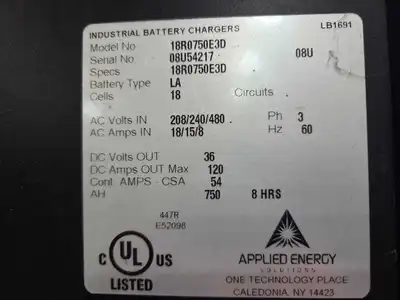 INDUSTRIAL BATTERY CHARGERS LB1691
Model No 18R0750E3D
Serial No 08U54217 08U
Specs 18R0750E3D
Battery Type LA
Cells 18 Circuits
AC Volts IN 208/240/480 Ph 3
AC Amps IN 18/15/8 Hz 60
DC Volts OUT 36
DC Amps OUT Max 120
Cont. AMPS - CSA 54
AH 750 8 HRS
447R
E52098
C UL US
LISTED
APPLIED ENERGY
SOLUTIONS
ONE TECHNOLOGY PLACE
CALEDONIA, NY 14423